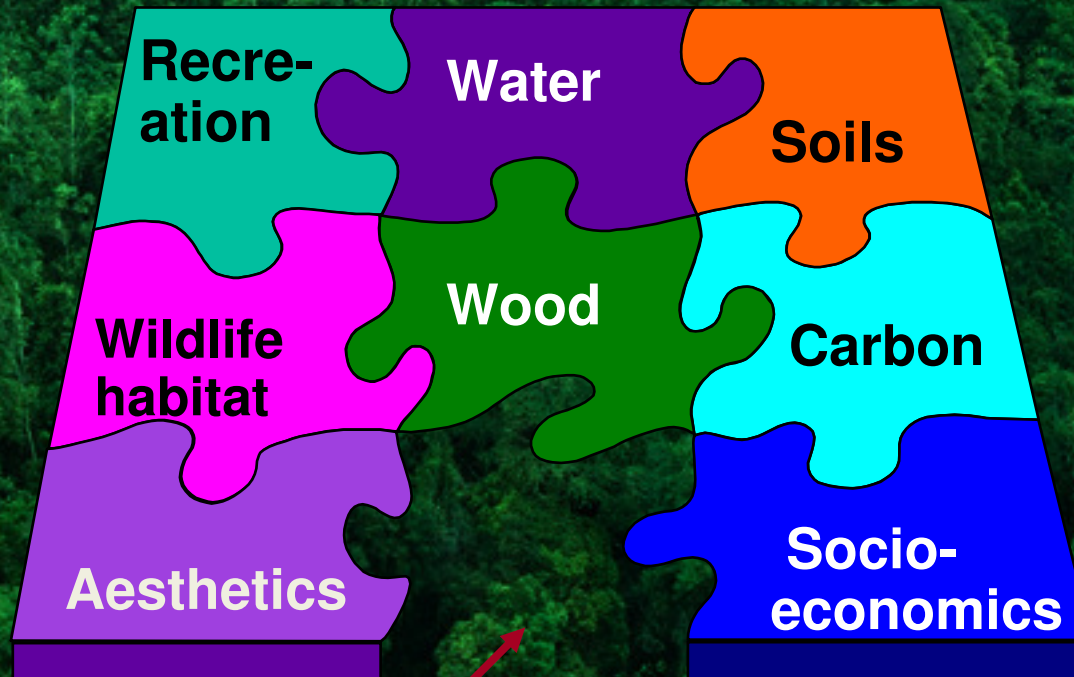 Recre-
ation
Water
Soils
Wildlife
habitat
Wood
Carbon
Aesthetics
Socio-
economics